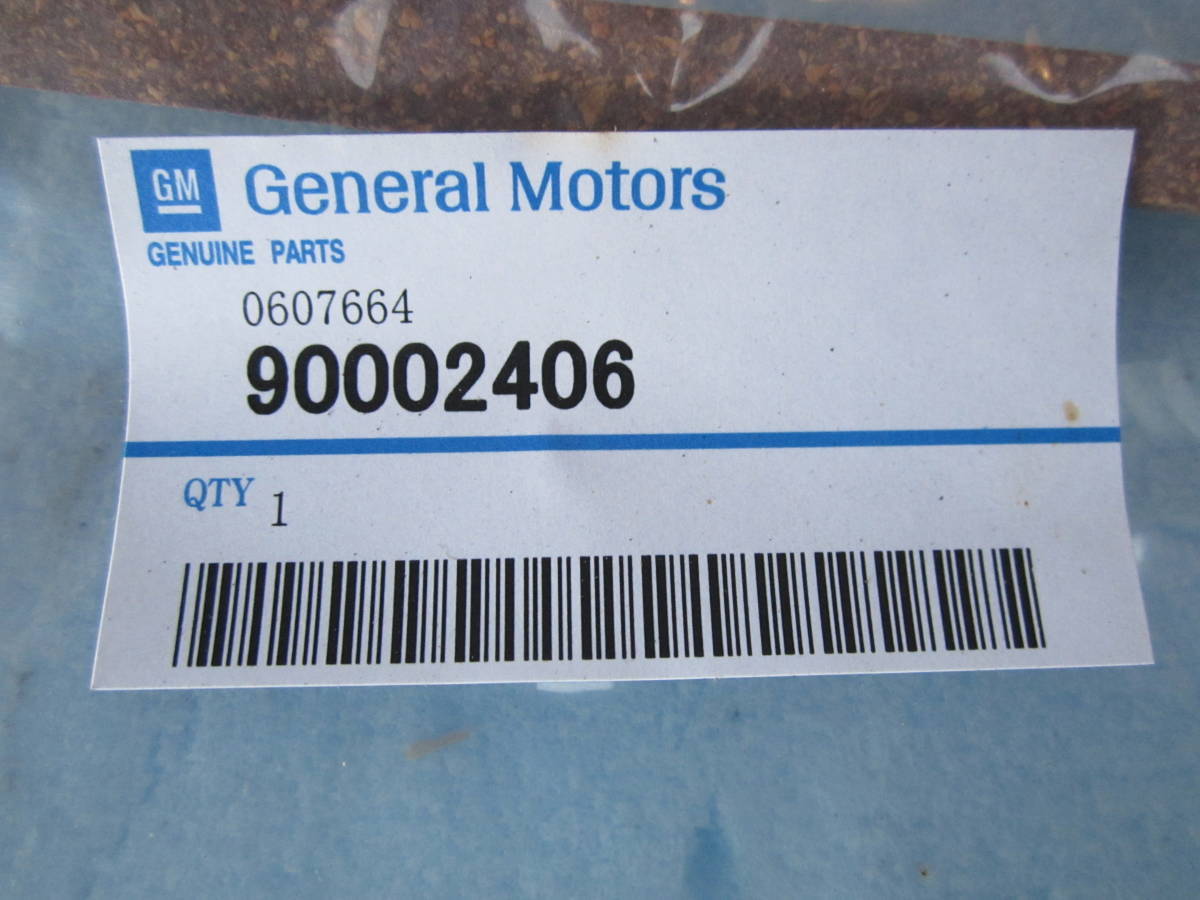 GM General Motors
GENUINE PARTS
0607664
90002406
QTY 1